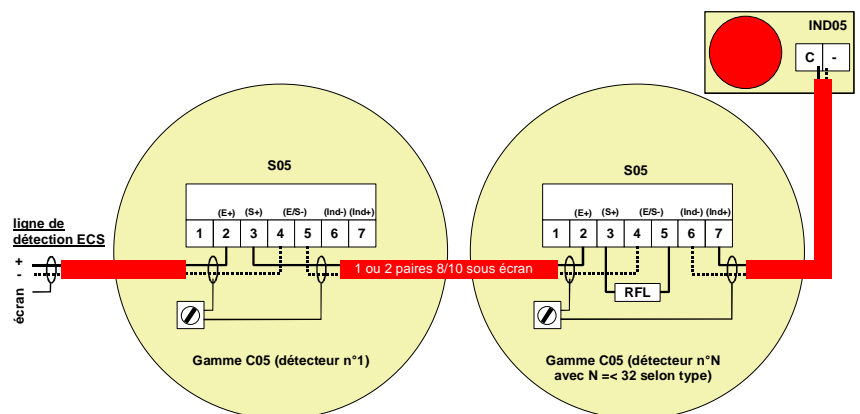 IND05
C -
S05
(E+) (S+) (E/S-) (Ind-) (Ind+)
1 2 3 4 5 6 7
S05
(E+) (S+) (E/S-) (Ind-) (Ind+)
1 2 3 4 5 6 7
ligne de
détection ECS
+
-
écran
1 ou 2 paires 8/10 sous écran
RFL
Gamme C05 (détecteur n°1)
Gamme C05 (détecteur n°N
avec N =< 32 selon type)